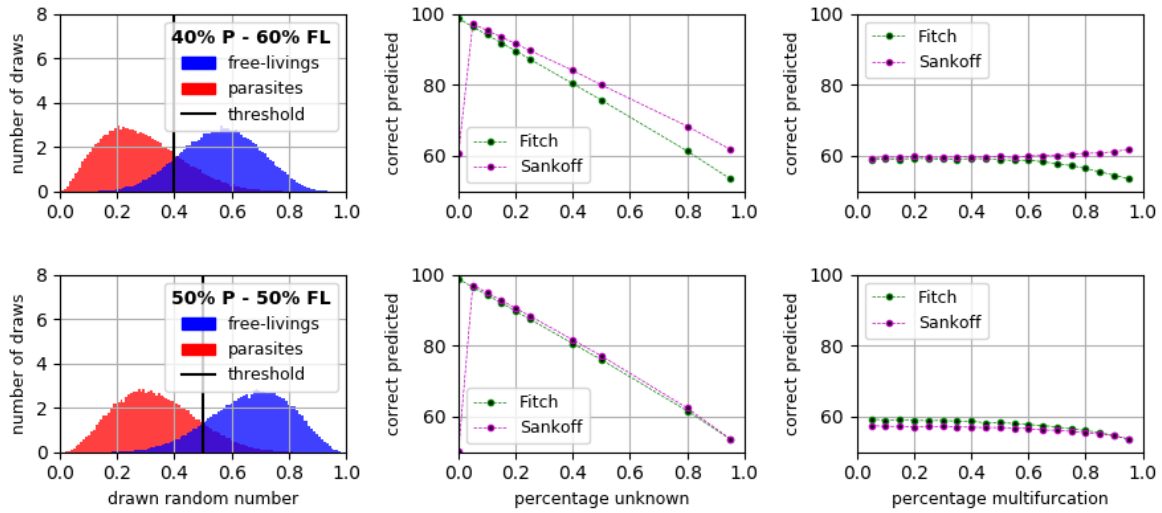 number of draws
8
6
4
2
0
0.0 0.2 0.4 0.6 0.8 1.0
40% P - 60% FL
free-livings
parasites
threshold
correct predicted
100
80
60
0.0 0.2 0.4 0.6 0.8 1.0
Fitch
Sankoff
correct predicted
100
80
60
0.0 0.2 0.4 0.6 0.8 1.0
Fitch
Sankoff
number of draws
8
6
4
2
0
0.0 0.2 0.4 0.6 0.8 1.0
drawn random number
50% P - 50% FL
free-livings
parasites
threshold
correct predicted
100
80
60
0.0 0.2 0.4 0.6 0.8 1.0
percentage unknown
Fitch
Sankoff
correct predicted
100
80
60
0.0 0.2 0.4 0.6 0.8 1.0
percentage multifurcation
Fitch
Sankoff